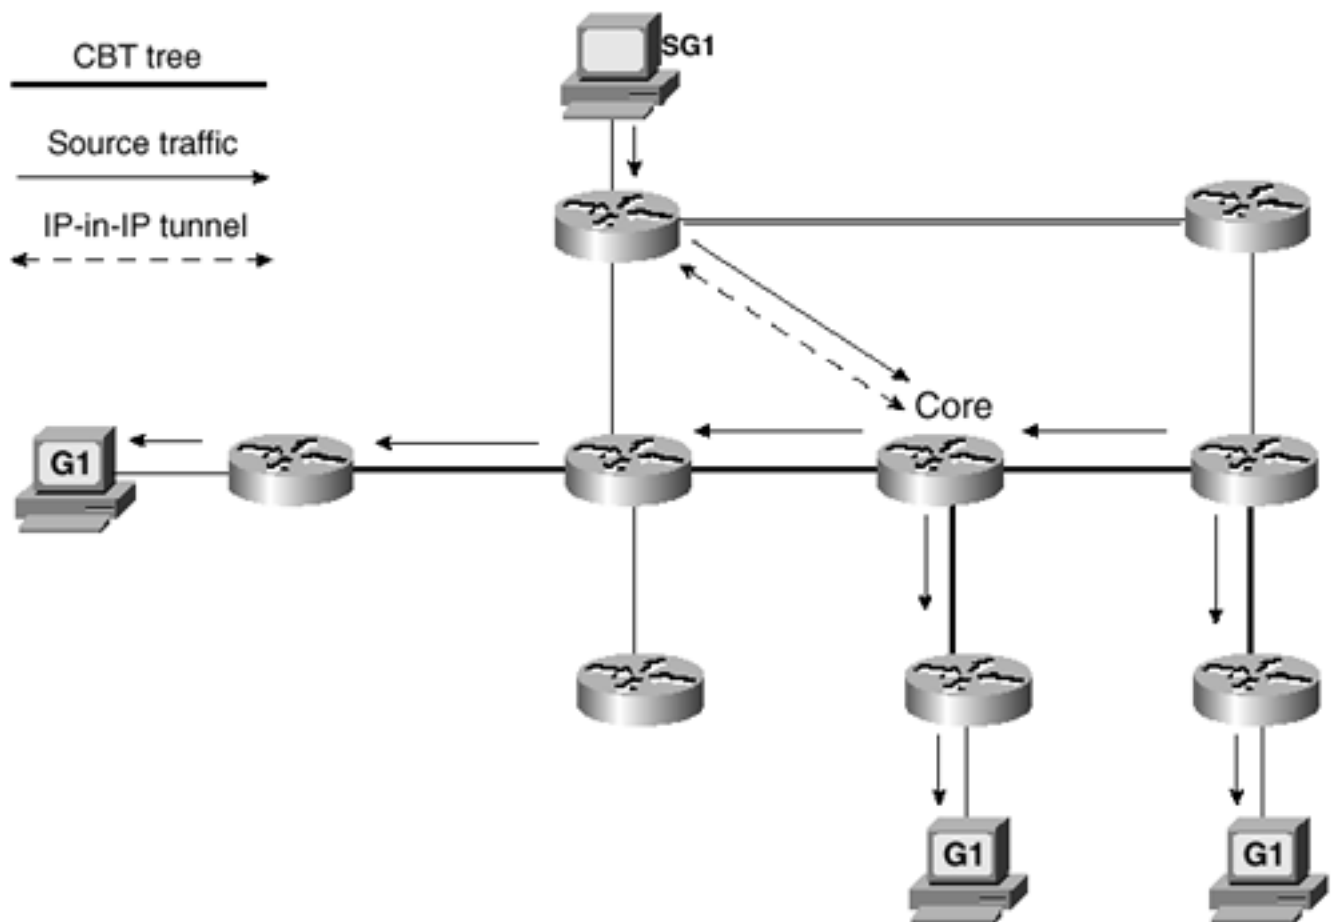 CBT tree
SG1
Source traffic
IP-in-IP tunnel
Core
G1
G1
G1